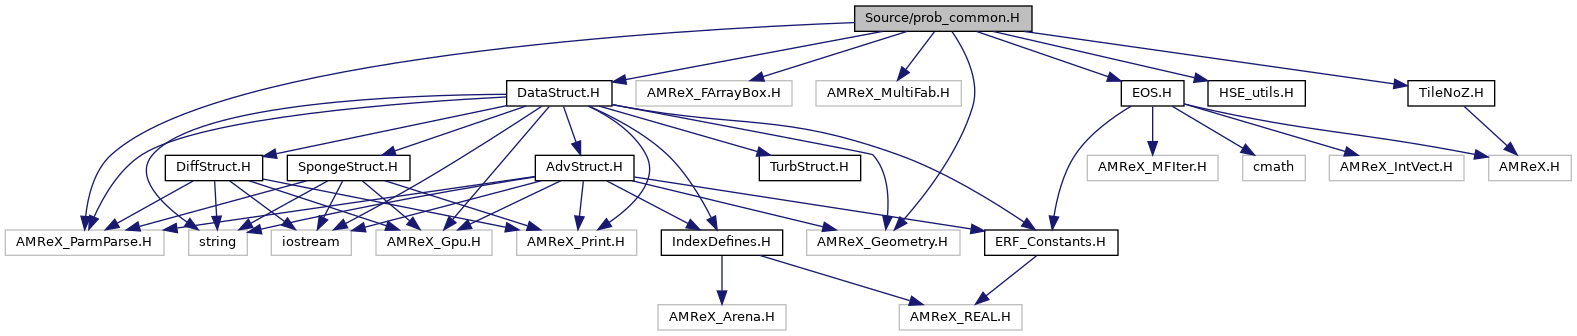 Source/prob_common.H
DataStruct.H
AMReX_FArrayBox.H
AMReX_MultiFab.H
EOS.H
HSE_utils.H
TileNoZ.H
DiffStruct.H
SpongeStruct.H
AdvStruct.H
TurbStruct.H
AMReX_MFIter.H
cmath
AMReX_IntVect.H
AMReX.H
AMReX_ParmParse.H
string
iostream
AMReX_Gpu.H
AMReX_Print.H
IndexDefines.H
AMReX_Geometry.H
ERF_Constants.H
AMReX_Arena.H
AMReX_REAL.H